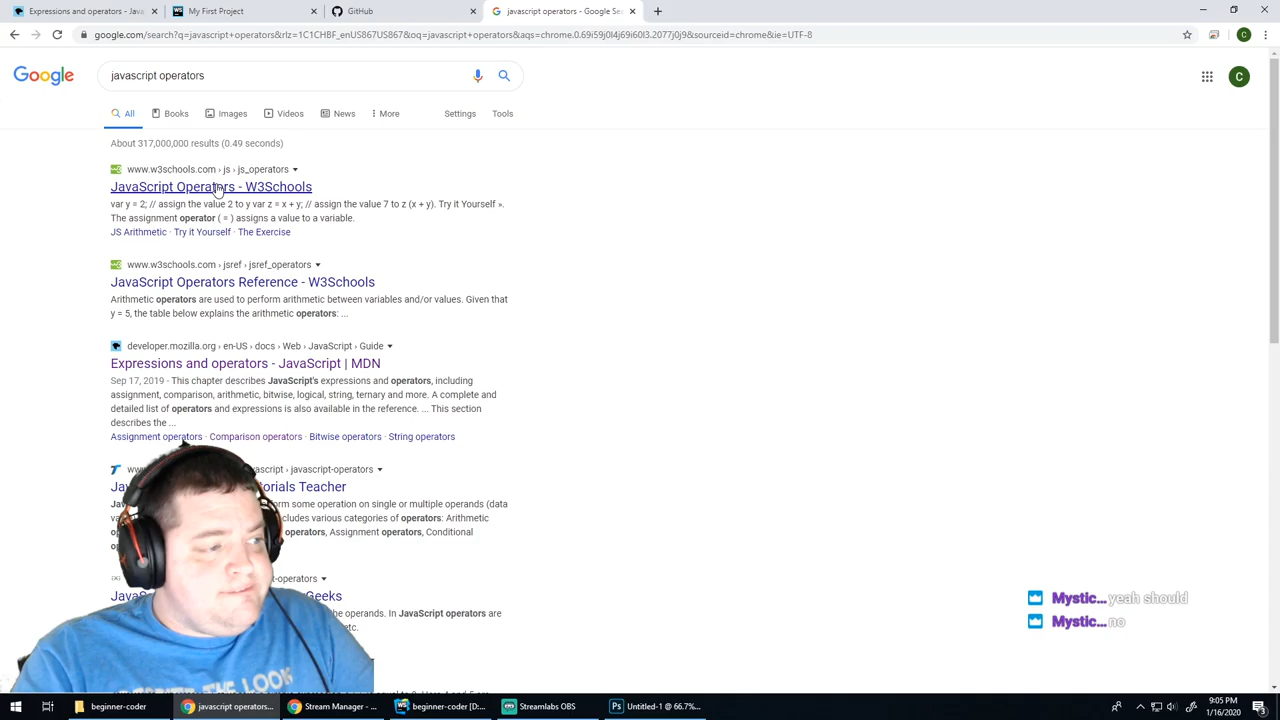 Expressions and operators - Java
My First Project
GitHub
javascript operators - Google Se
google.com/search?q=javascript+operators&rlz=1C1CHBF_enUS867US867&oq=javascript+operators&aqs=chrome.0.69i59j0l4j69i60l3.2077j0j9&sourceid=chrome&ie=UTF-8
C
Google
javascript operators
C
All Books Images Videos News More Settings Tools
About 317,000,000 results (0.49 seconds)
www.w3schools.com › js › js_operators
JavaScript Operators - W3Schools
var y = 2; // assign the value 2 to y var z = x + y; // assign the value 7 to z (x + y). Try it Yourself ».
The assignment operator ( = ) assigns a value to a variable.
JS Arithmetic · Try it Yourself · The Exercise
www.w3schools.com › jsref › jsref_operators
JavaScript Operators Reference - W3Schools
Arithmetic operators are used to perform arithmetic between variables and/or values. Given that
y = 5, the table below explains the arithmetic operators: ...
developer.mozilla.org › en-US › docs › Web › JavaScript › Guide
Expressions and operators - JavaScript | MDN
Sep 17, 2019 - This chapter describes JavaScript's expressions and operators, including
assignment, comparison, arithmetic, bitwise, logical, string, ternary and more. A complete and
detailed list of operators and expressions is also available in the reference. ... This section
describes the ...
Assignment operators · Comparison operators · Bitwise operators · String operators
javascript-operators
Tutorials Teacher
some operation on single or multiple operands (data
includes various categories of operators: Arithmetic
operators, Assignment operators, Conditional
operators
Geeks
operands. In JavaScript operators are
etc.
Mystic... yeah should
Mystic... no
THE LOOK
beginner-coder
javascript operators...
Stream Manager - ...
beginner-coder [D:...
Streamlabs OBS
Untitled-1 @ 66.7%...
9:05 PM
1/16/2020